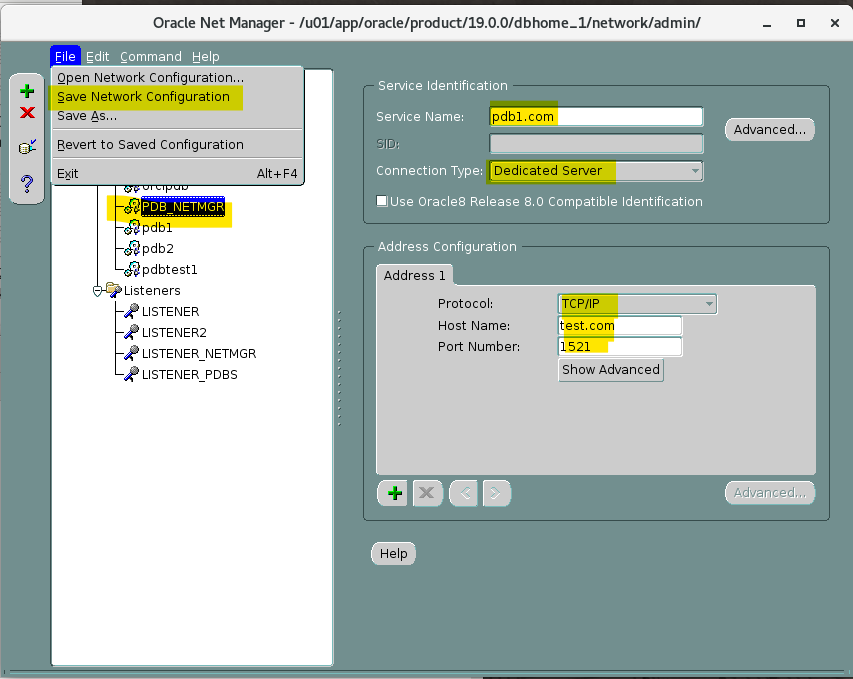 Oracle Net Manager - /u01/app/oracle/product/19.0.0/dbhome_1/network/admin/
File Edit Command Help
Open Network Configuration...
Save Network Configuration
Save As...
Revert to Saved Configuration
Exit Alt+F4
orclpdb
PDB_NETMGR
pdb1
pdb2
pdbtest1
Listeners
LISTENER
LISTENER2
LISTENER_NETMGR
LISTENER_PDBS
Service Identification
Service Name: pdb1.com
Advanced...
SID:
Connection Type: Dedicated Server
Use Oracle8 Release 8.0 Compatible Identification
Address Configuration
Address 1
Protocol: TCP/IP
Host Name: test.com
Port Number: 1521
Show Advanced
Advanced...
Help